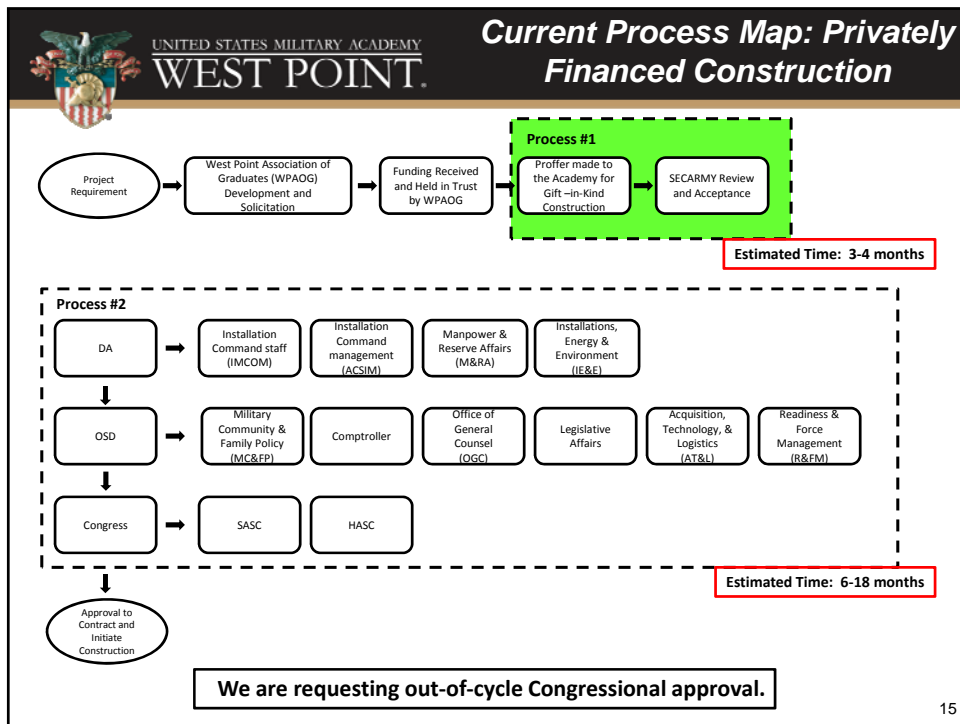 UNITED STATES MILITARY ACADEMY
WEST POINT.
Current Process Map: Privately
Financed Construction
Process #1
Project
Requirement
West Point Association of
Graduates (WPAOG)
Development and
Solicitation
Funding Received
and Held in Trust
by WPAOG
Proffer made to
the Academy for
Gift –in-Kind
Construction
SECARMY Review
and Acceptance
Estimated Time: 3-4 months
Process #2
DA
Installation
Command staff
(IMCOM)
Installation
Command
management
(ACSIM)
Manpower &
Reserve Affairs
(M&RA)
Installations,
Energy &
Environment
(IE&E)
OSD
Military
Community &
Family Policy
(MC&FP)
Comptroller
Office of
General
Counsel
(OGC)
Legislative
Affairs
Acquisition,
Technology, &
Logistics
(AT&L)
Readiness &
Force
Management
(R&FM)
Congress
SASC
HASC
Estimated Time: 6-18 months
Approval to
Contract and
Initiate
Construction
We are requesting out-of-cycle Congressional approval.
15